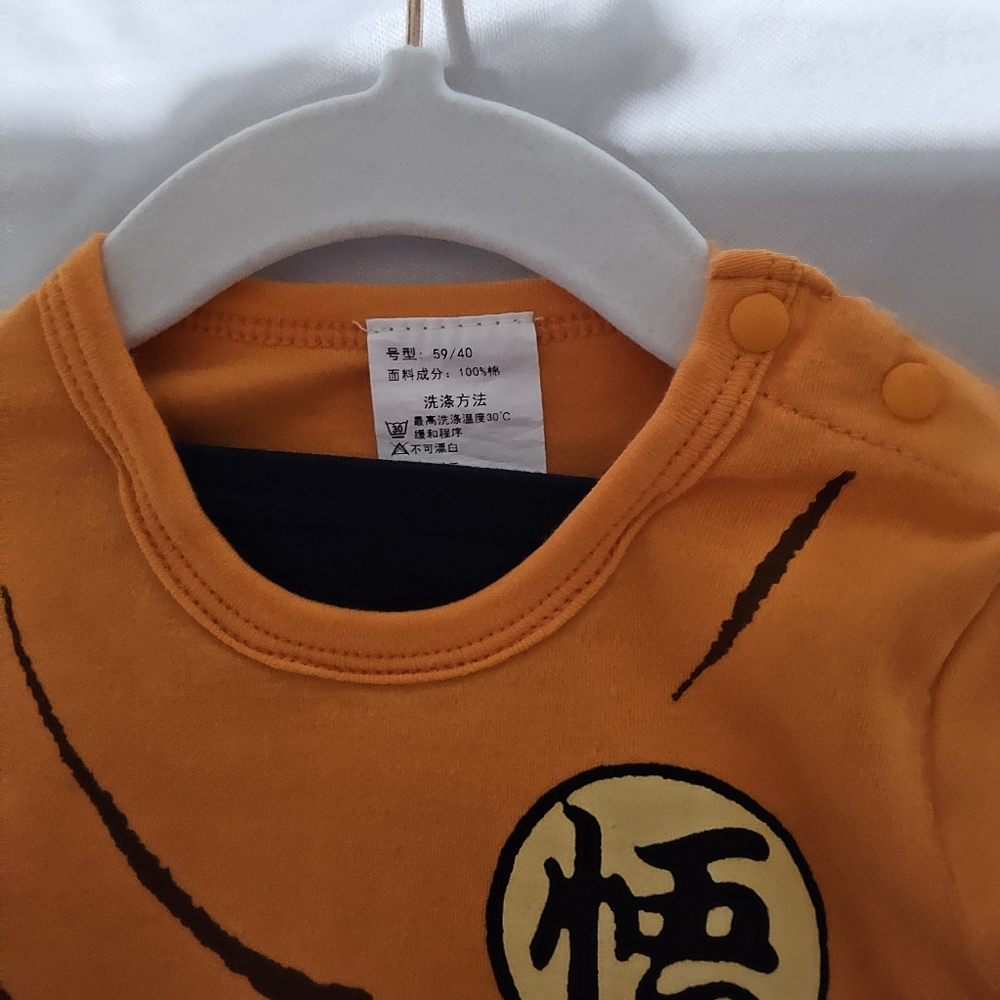 号型: 59/40
面料成分: 100%棉
洗涤方法
30
最高洗涤温度30℃
缓和程序
不可漂白
悟